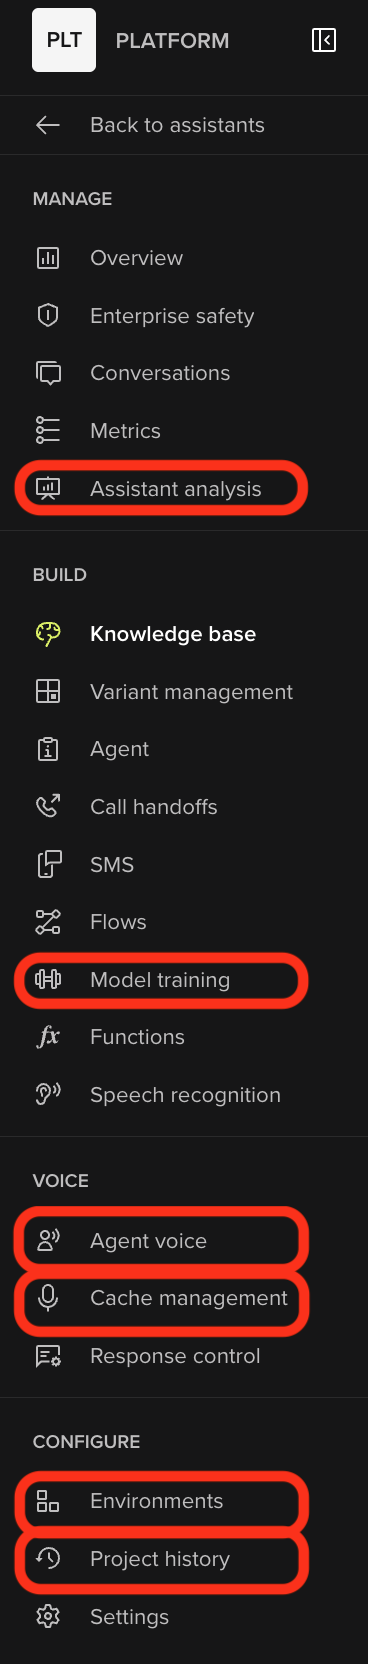 PLT PLATFORM
Back to assistants
MANAGE
Overview
Enterprise safety
Conversations
Metrics
Assistant analysis
BUILD
Knowledge base
Variant management
Agent
Call handoffs
SMS
Flows
Model training
fx Functions
Speech recognition
VOICE
Agent voice
Cache management
Response control
CONFIGURE
Environments
Project history
Settings